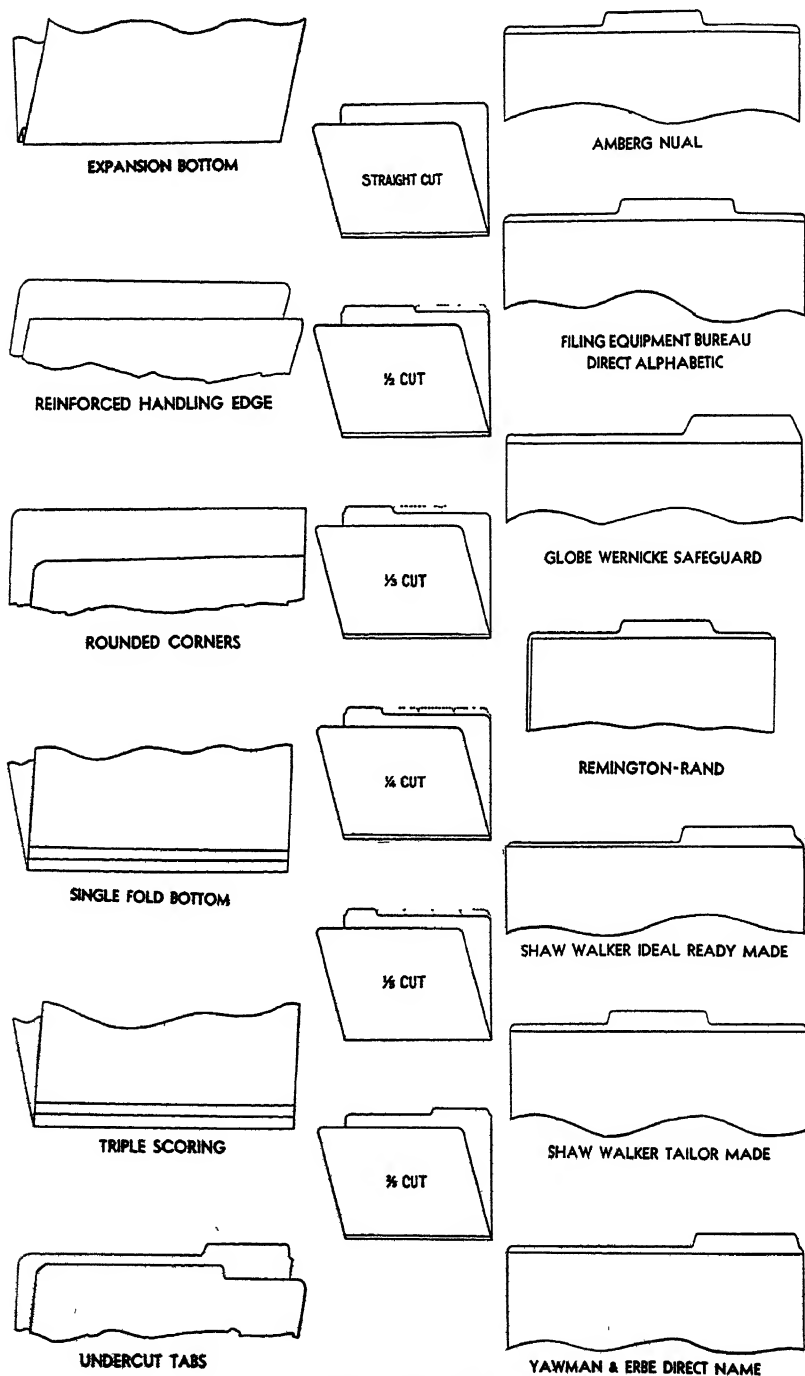 EXPANSION BOTTOM
REINFORCED HANDLING EDGE
ROUNDED CORNERS
SINGLE FOLD BOTTOM
TRIPLE SCORING
UNDERCUT TABS
STRAIGHT CUT
½ CUT
⅓ CUT
¼ CUT
⅕ CUT
⅖ CUT
AMBERG NUAL
FILING EQUIPMENT BUREAU
DIRECT ALPHABETIC
GLOBE WERNICKE SAFEGUARD
REMINGTON-RAND
SHAW WALKER IDEAL READY MADE
SHAW WALKER TAILOR MADE
YAWMAN & ERBE DIRECT NAME